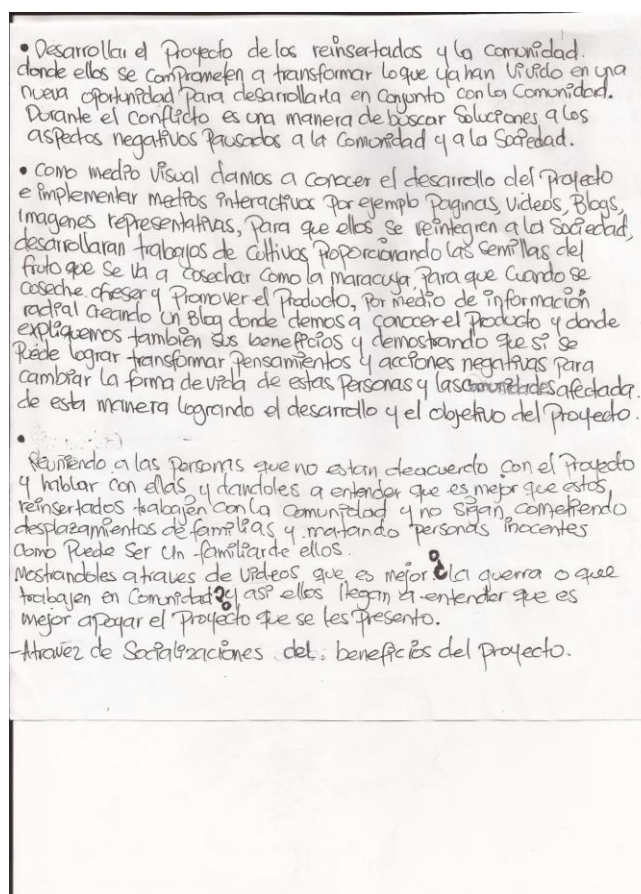 • Desarrollar el Proyecto de los reinsertados y la Comunidad.
donde ellos se comprometen a transformar lo que ya han vivido en una
nueva oportunidad para desarrollarla en conjunto con la Comunidad.
Durante el conflicto es una manera de buscar Soluciones a los
aspectos negativos Pausados a la Comunidad y a la Sociedad.
• Como medio visual damos a conocer el desarrollo del Proyecto
e implementar medios interactivos Por ejemplo Paginas, Videos, Blogs,
imagenes representativas, Para que ellos se reintegren a la Sociedad,
desarrollaran trabajos de Cultivos Proporcionando las Semillas del
fruto que se va a cosechar como la maracuya, Para que Cuando se
coseche. ofreser y Promover el Producto, por medio de información
radial Creando un Blog donde demos a conocer el Producto y donde
expliquemos también sus beneficios y demostrando que si se
Puede lograr transformar Pensamientos y acciones negativas Para
cambiar la forma de vida de estas Personas y las comunidades afectada.
de esta manera logrando el desarrollo y el objetivo del Proyecto.
•
Reuniendo a las personas que no estan deacuerdo con el Proyecto
y hablar con ellas, y dandoles a entender que es mejor que estos
reinsertados trabajen con la Comunidad y no sigan, cometiendo
desplazamientos de familias y matando personas inocentes
como Puede Ser Un familiar de ellos.
Mostrandoles atraves de videos que es mejor ¿la guerra o que
trabajen en Comunidad? y asi ellos llegan a entender que es
mejor apoyar el Proyecto que se les Presento.
-Atravez de Socializaciones del: beneficios del proyecto.